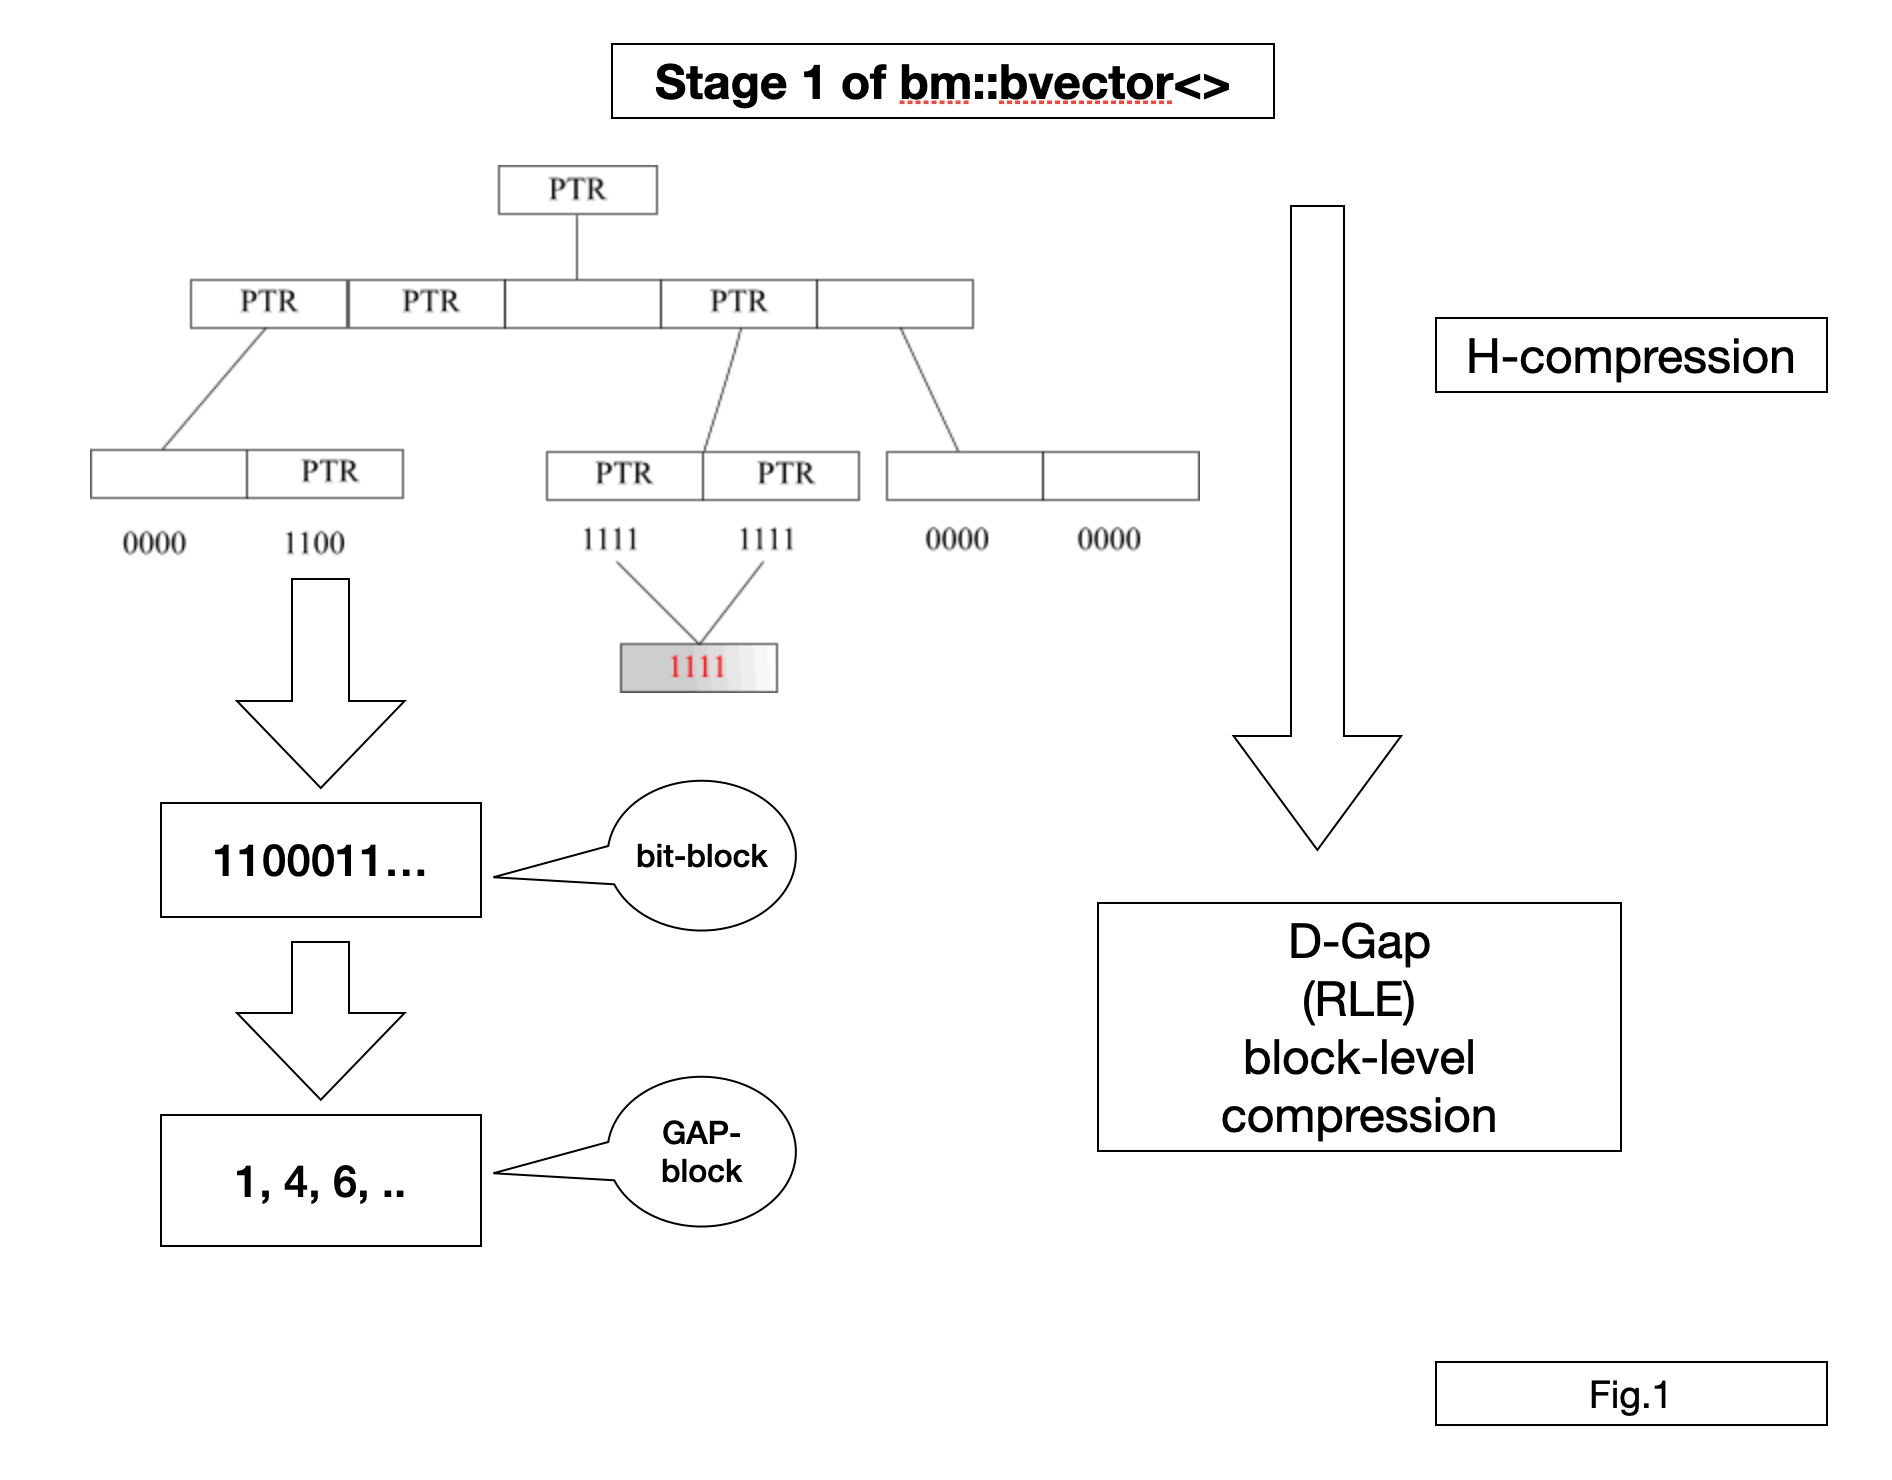 Stage 1 of bm::bvector<>
PTR
PTR PTR PTR
H-compression
PTR PTR PTR
0000 1100 1111 1111 0000 0000
1111
1100011...
bit-block
D-Gap
(RLE)
block-level
compression
GAP-
block
1, 4, 6, ..
Fig.1